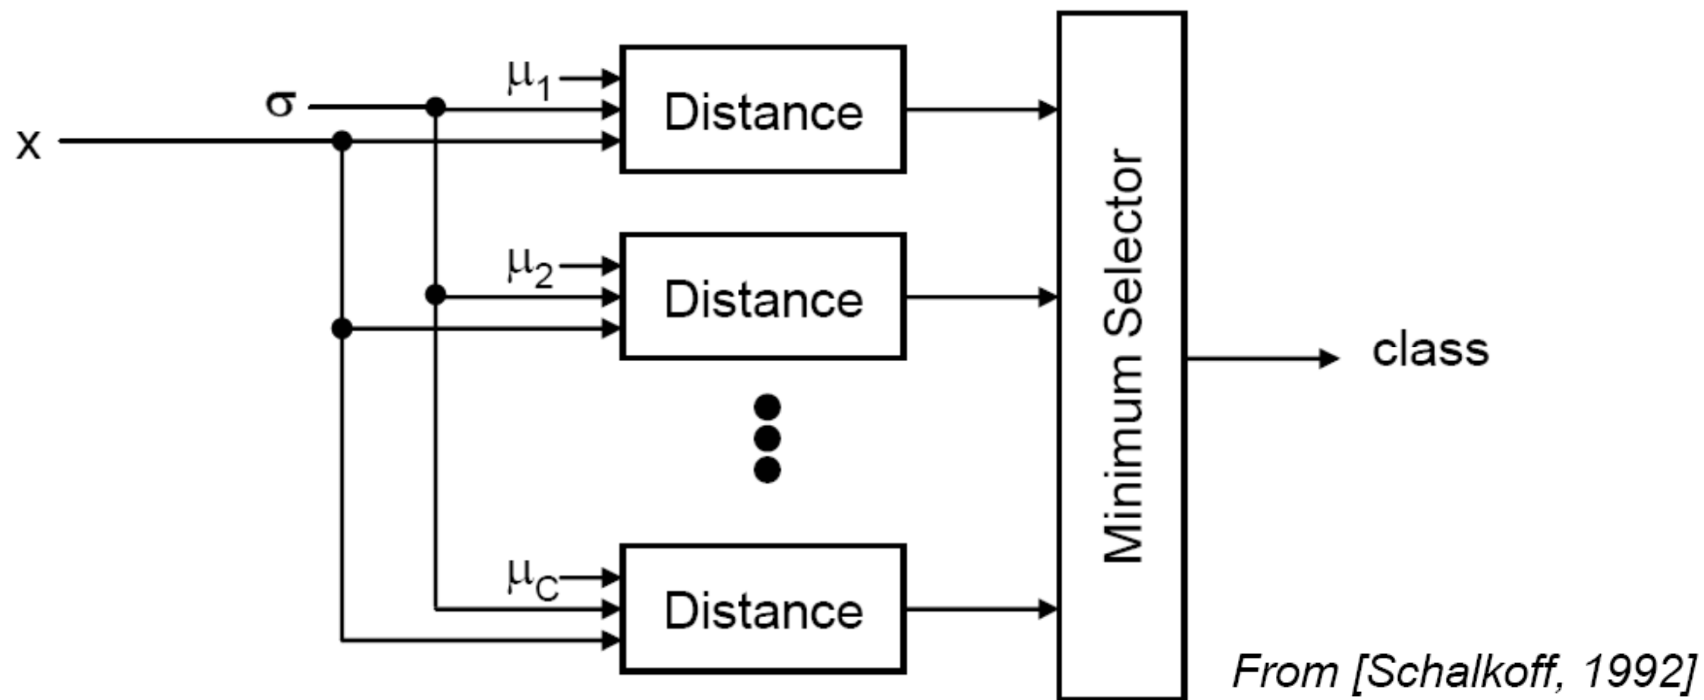 μ1
σ
Distance
x
μ2
Distance
Minimum Selector
class
μC
Distance
From [Schalkoff, 1992]